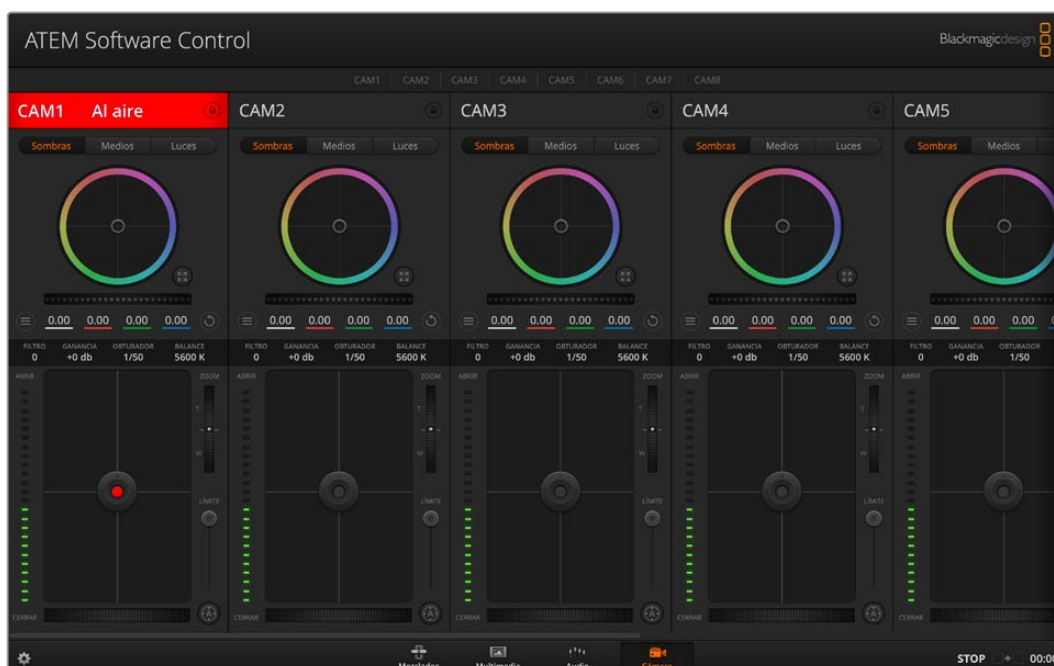 ATEM Software Control
Blackmagicdesign
CAM1 CAM2 CAM3 CAM4 CAM5 CAM6 CAM7 CAM8
CAM1 Al aire CAM2 CAM3 CAM4 CAM5
Sombras Medios Luces Sombras Medios Luces Sombras Medios Luces Sombras Medios Luces Sombras Medios
0.00 0.00 0.00 0.00 0.00 0.00 0.00 0.00 0.00 0.00 0.00 0.00 0.00 0.00 0.00 0.00 0.00 0.00 0.00
FILTRO GANANCIA OBTURADOR BALANCE FILTRO GANANCIA OBTURADOR BALANCE FILTRO GANANCIA OBTURADOR BALANCE FILTRO GANANCIA OBTURADOR BALANCE FILTRO GANANCIA OBTURADOR
0 +0 db 1/50 5600 K 0 +0 db 1/50 5600 K 0 +0 db 1/50 5600 K 0 +0 db 1/50 5600 K 0 +0 db 1/50
ABRIR ZOOM ABRIR ZOOM ABRIR ZOOM ABRIR ZOOM ABRIR
T T T T
W W W W
LÍMITE LÍMITE LÍMITE LÍMITE
CERRAR CERRAR CERRAR CERRAR CERRAR
A A A A
STOP
Mezclador Multimedia Audio Cámara